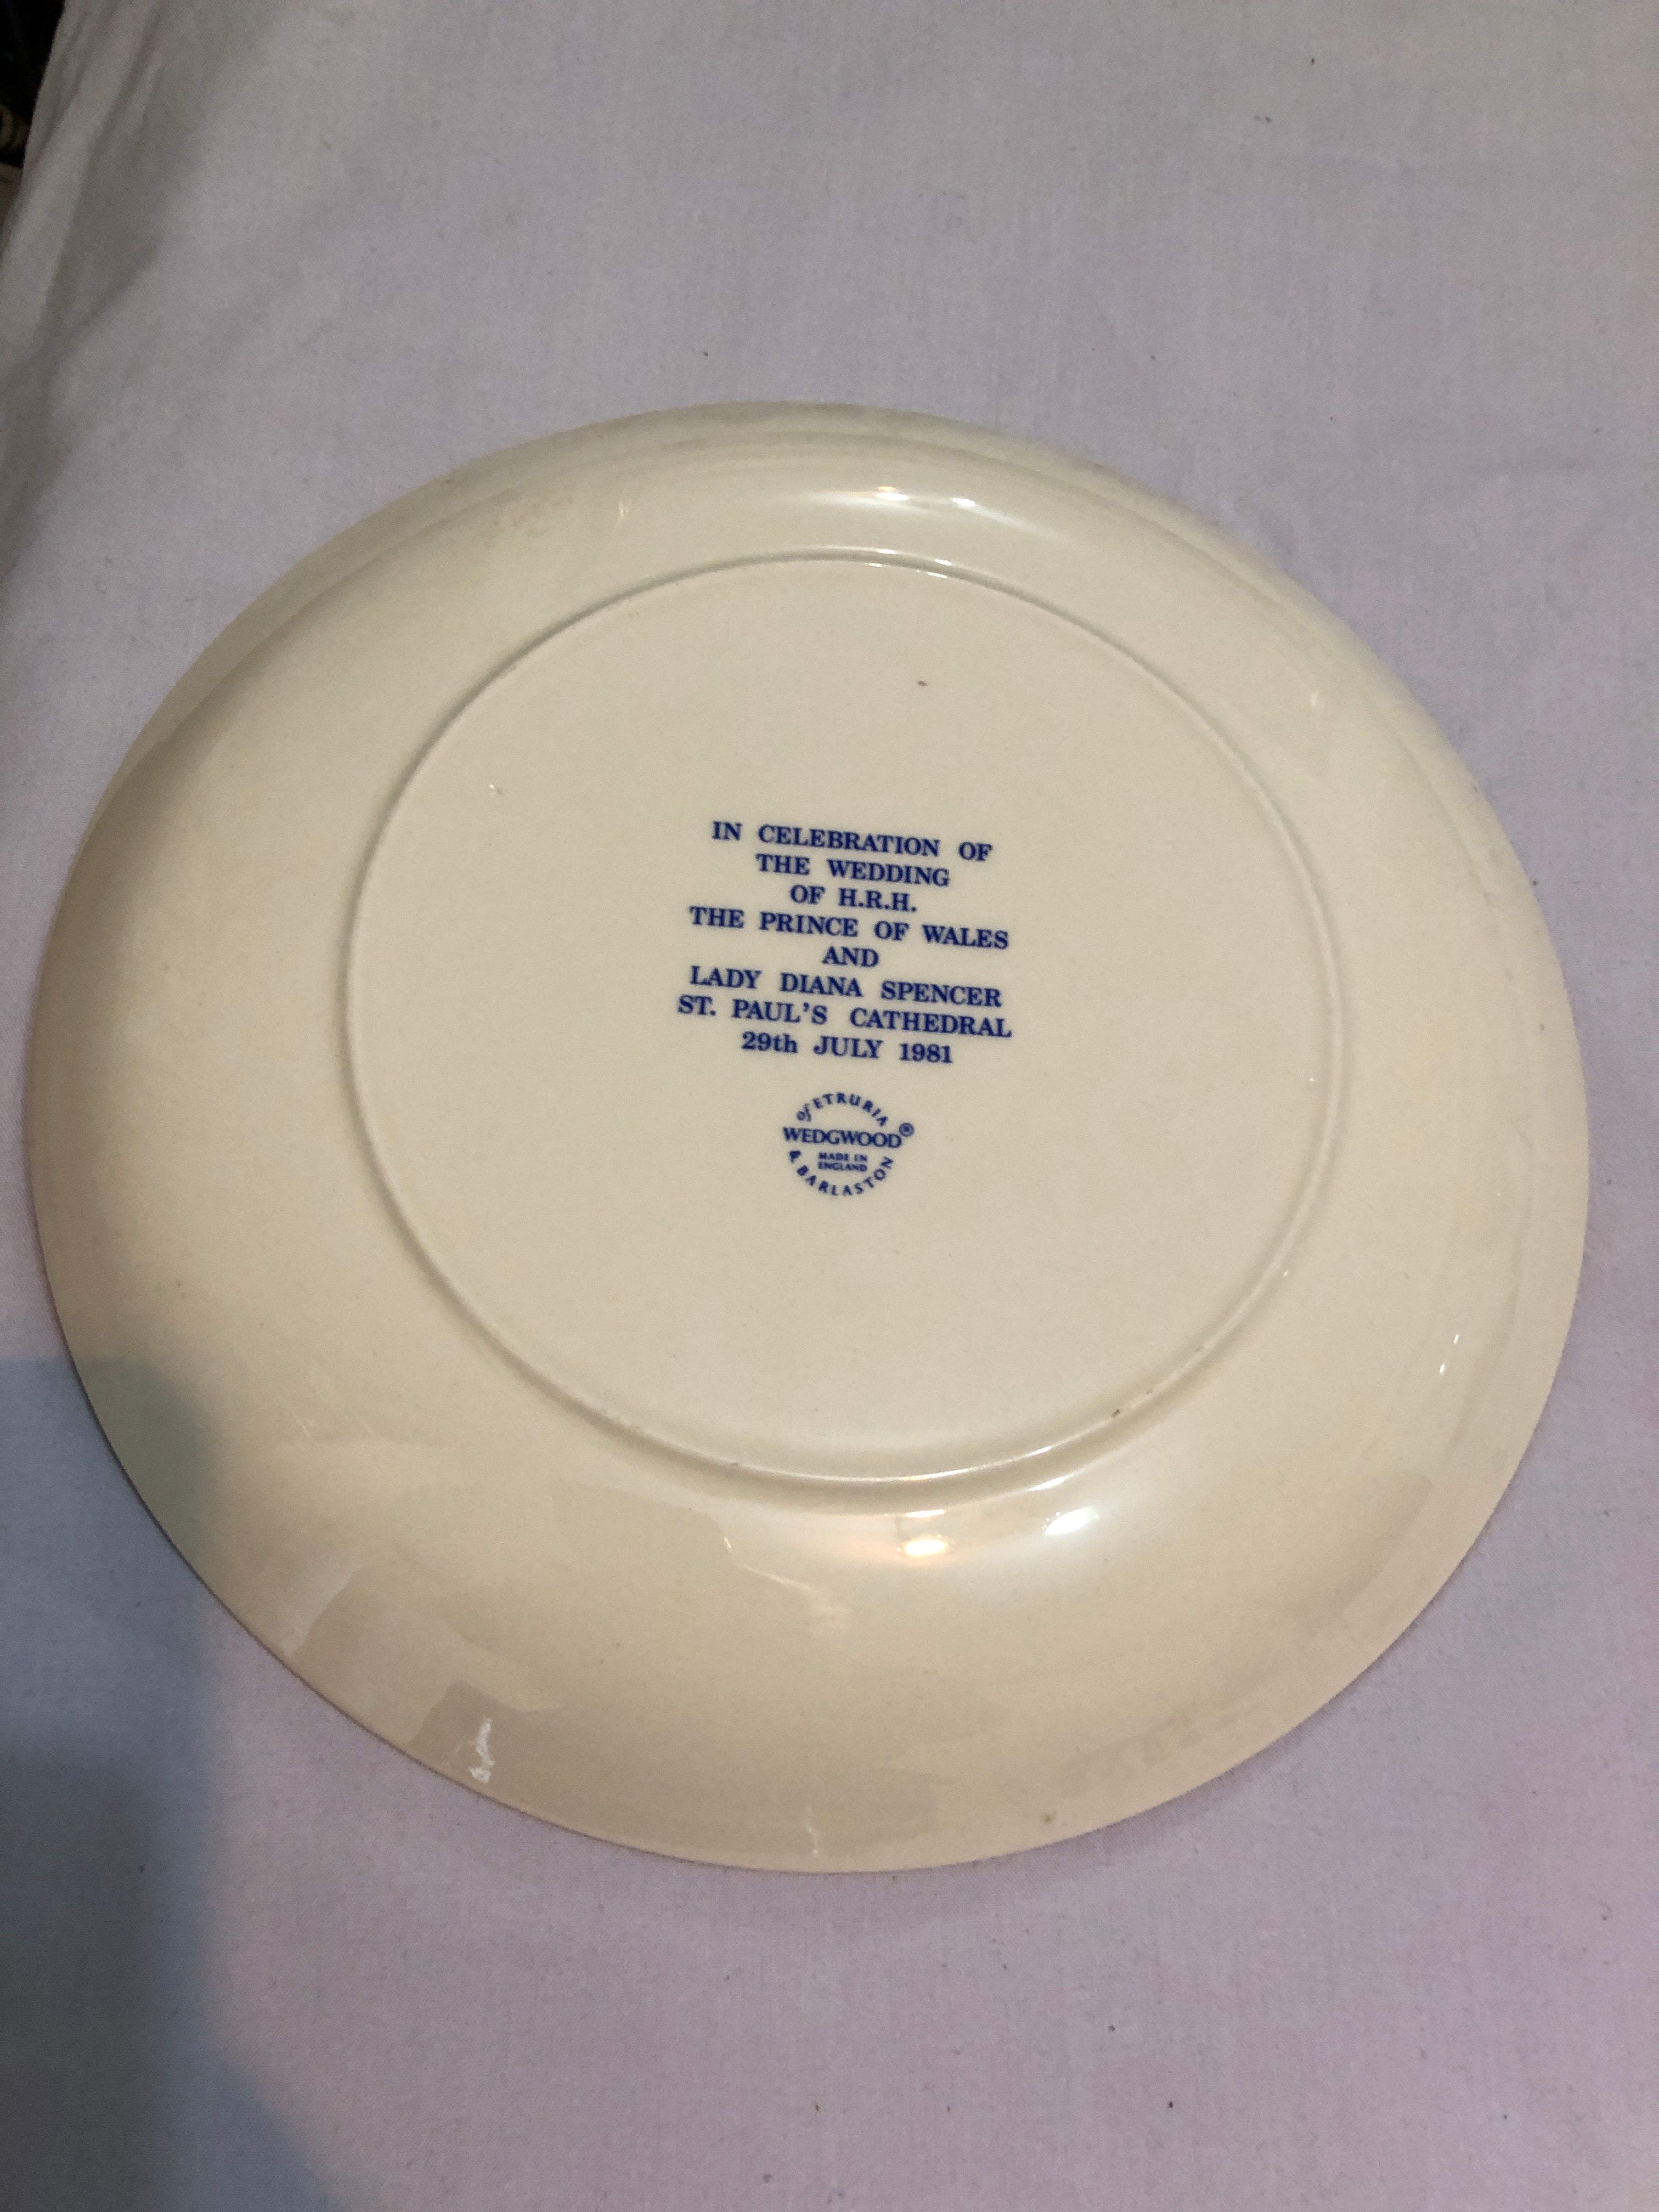 IN CELEBRATION OF
THE WEDDING
OF H.R.H.
THE PRINCE OF WALES
AND
LADY DIANA SPENCER
ST. PAUL'S CATHEDRAL
29th JULY 1981
of ETRURIA
WEDGWOOD®
MADE IN
ENGLAND
& BARLASTON